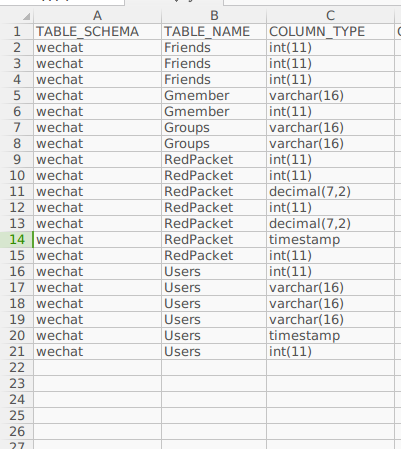 A B C
1 TABLE_SCHEMA TABLE_NAME COLUMN_TYPE
2 wechat Friends int(11)
3 wechat Friends int(11)
4 wechat Friends int(11)
5 wechat Gmember varchar(16)
6 wechat Gmember int(11)
7 wechat Groups varchar(16)
8 wechat Groups varchar(16)
9 wechat RedPacket int(11)
10 wechat RedPacket int(11)
11 wechat RedPacket decimal(7,2)
12 wechat RedPacket int(11)
13 wechat RedPacket decimal(7,2)
14 wechat RedPacket timestamp
15 wechat RedPacket int(11)
16 wechat Users int(11)
17 wechat Users varchar(16)
18 wechat Users varchar(16)
19 wechat Users varchar(16)
20 wechat Users timestamp
21 wechat Users int(11)
22
23
24
25
26
27